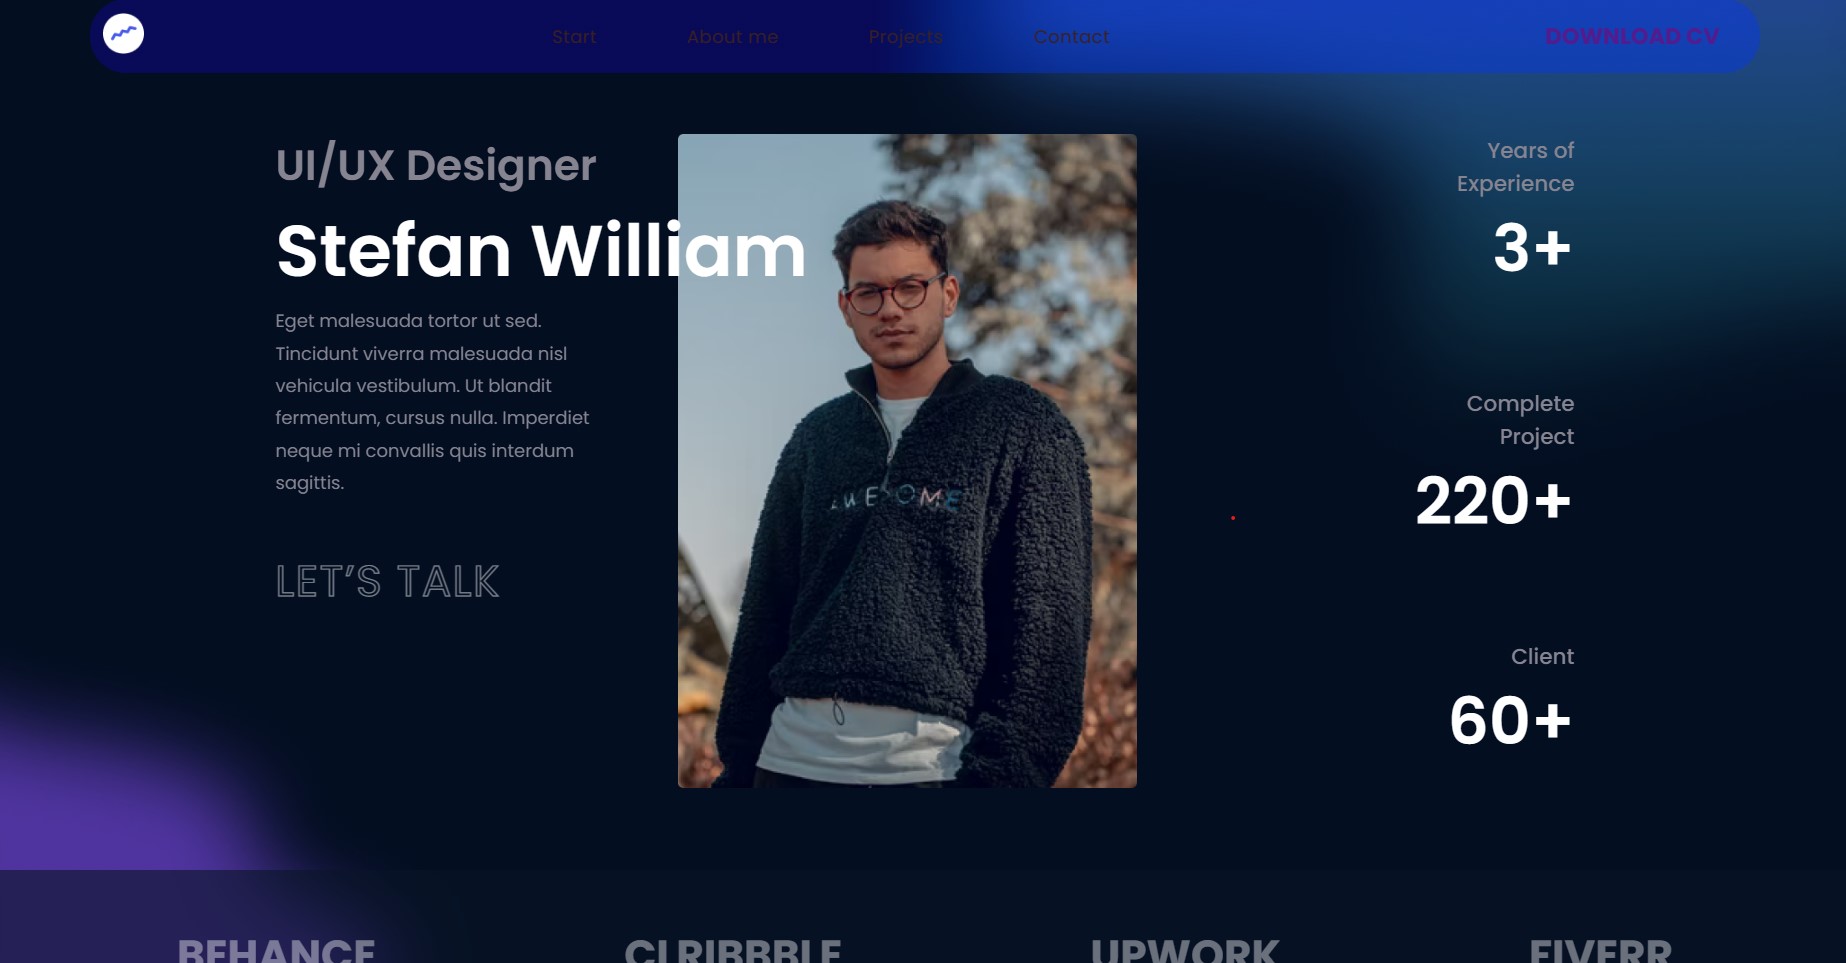 Start About me Projects Contact DOWNLOAD CV
UI/UX Designer
Stefan William
Eget malesuada tortor ut sed.
Tincidunt viverra malesuada nisl
vehicula vestibulum. Ut blandit
fermentum, cursus nulla. Imperdiet
neque mi convallis quis interdum
sagittis.
LET’S TALK
AWESOME
Years of
Experience
3+
Complete
Project
220+
Client
60+
BEHANCE CLRIBBBLE UPWORK FIVERR